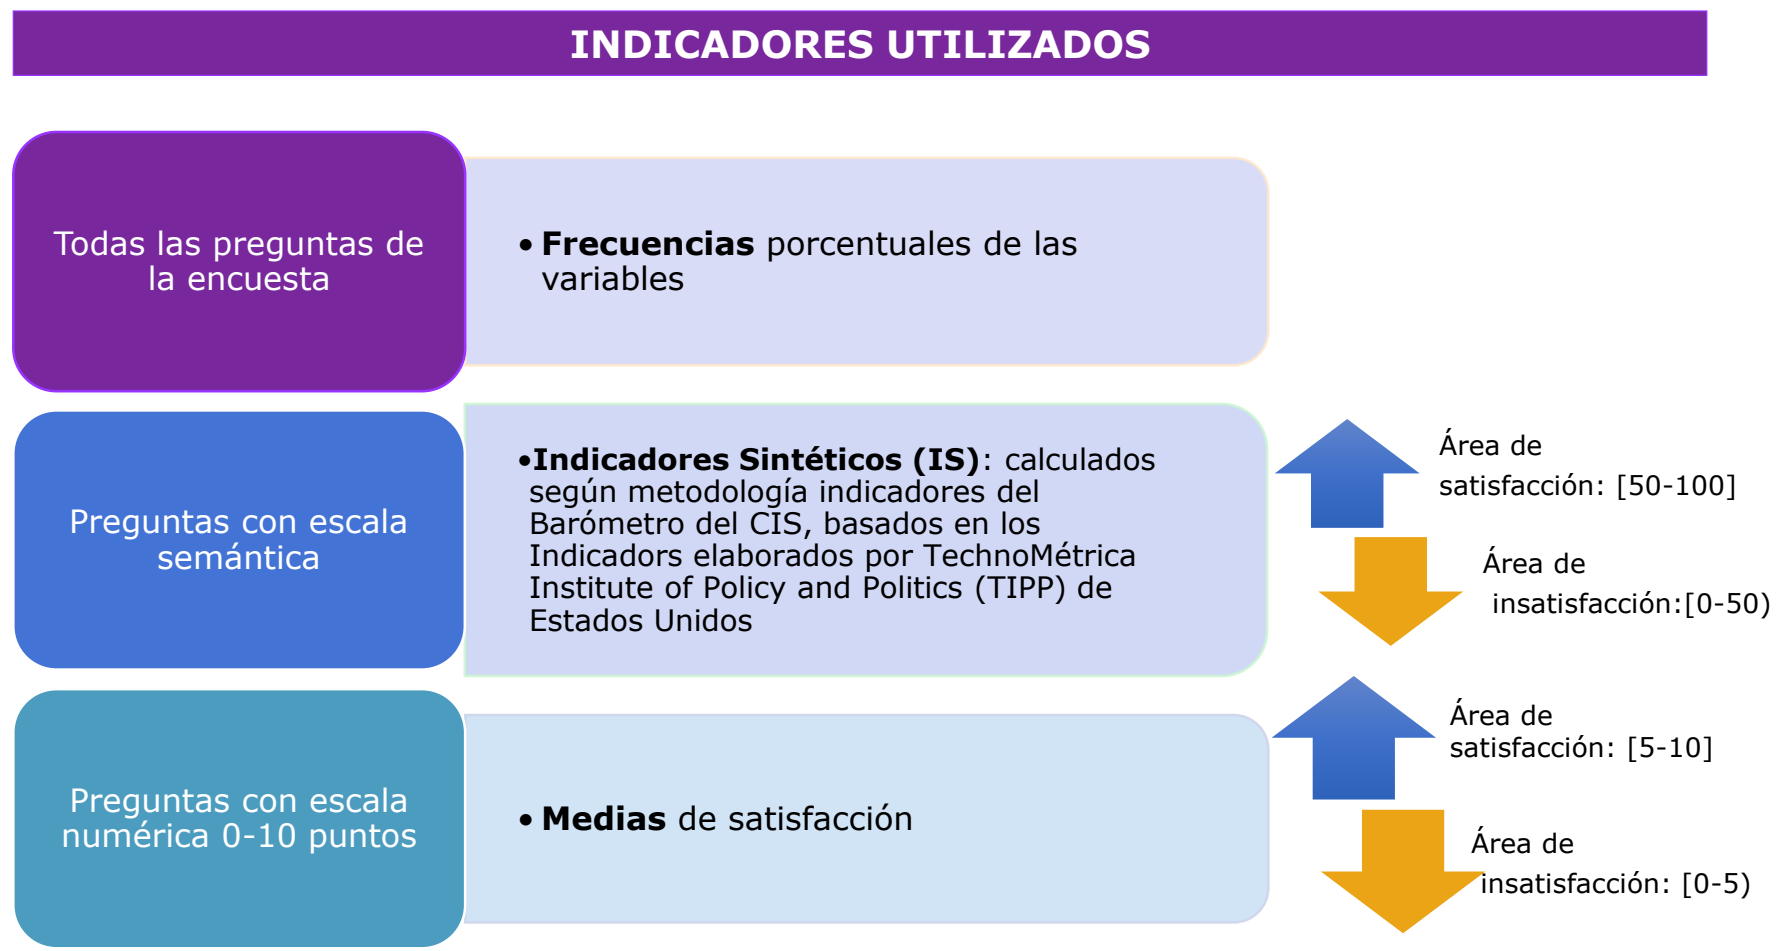 INDICADORES UTILIZADOS
Todas las preguntas de
la encuesta
• Frecuencias porcentuales de las
variables
Preguntas con escala
semántica
•Indicadores Sintéticos (IS): calculados
según metodología indicadores del
Barómetro del CIS, basados en los
Indicadors elaborados por TechnoMétrica
Institute of Policy and Politics (TIPP) de
Estados Unidos
Área de
satisfacción: [50-100]
Área de
insatisfacción:[0-50)
Preguntas con escala
numérica 0-10 puntos
• Medias de satisfacción
Área de
satisfacción: [5-10]
Área de
insatisfacción: [0-5)